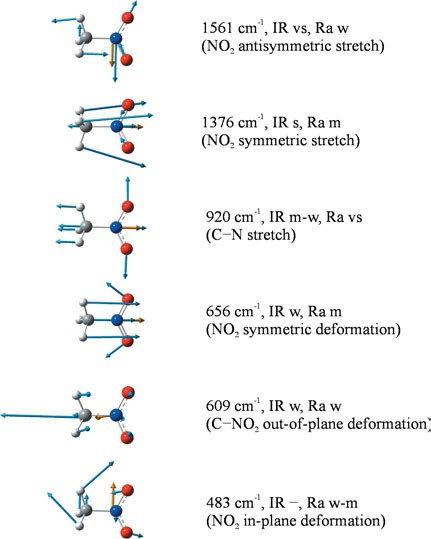 1561 cm⁻¹, IR vs, Ra w
(NO₂ antisymmetric stretch)
1376 cm⁻¹, IR s, Ra m
(NO₂ symmetric stretch)
920 cm⁻¹, IR m-w, Ra vs
(C−N stretch)
656 cm⁻¹, IR w, Ra m
(NO₂ symmetric deformation)
609 cm⁻¹, IR w, Ra w
(C−NO₂ out-of-plane deformation)
483 cm⁻¹, IR −, Ra w-m
(NO₂ in-plane deformation)